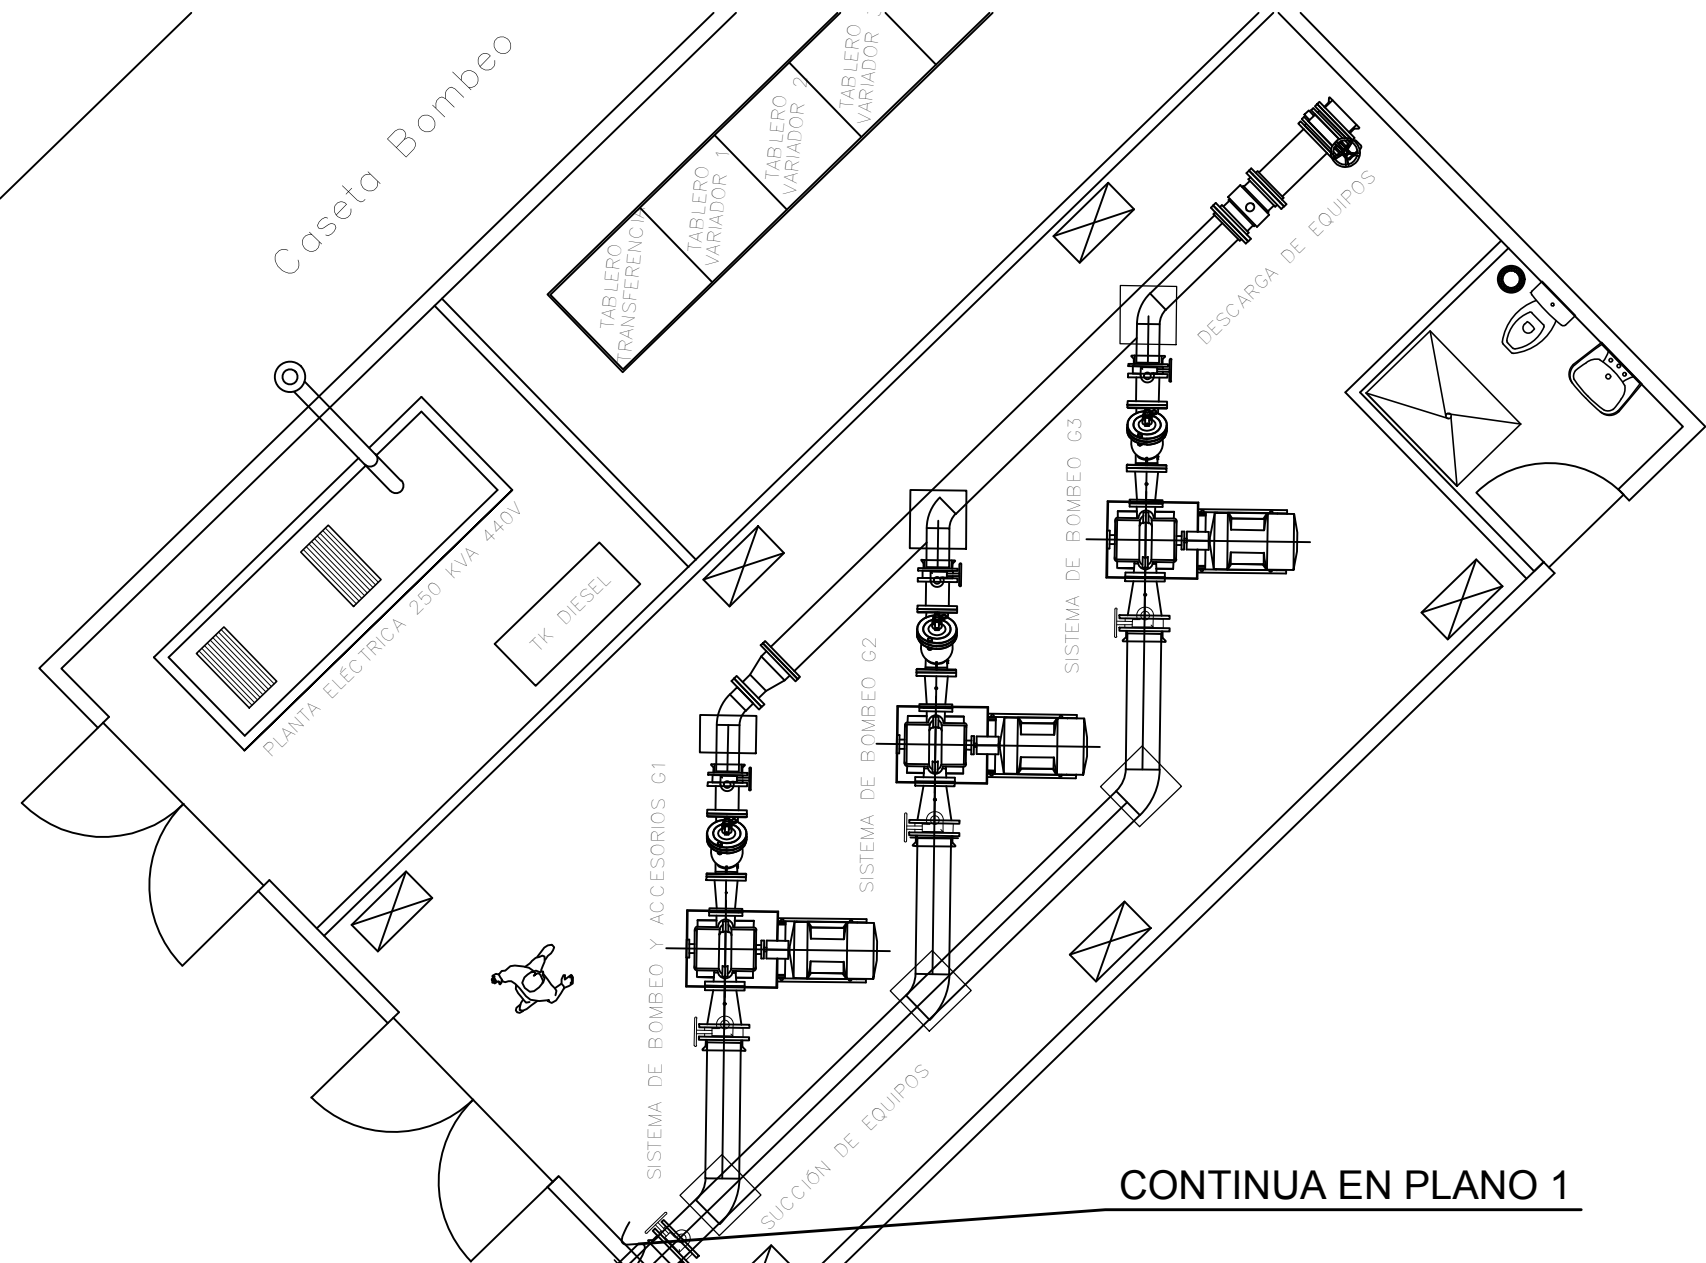 Caseta Bombeo
TABLERO
TRANSFERENCIA
TABLERO
VARIADOR 1
TABLERO
VARIADOR 2
TABLERO
VARIADOR
PLANTA ELÉCTRICA 250 KVA 440V
TK DIESEL
DESCARGA DE EQUIPOS
SISTEMA DE BOMBEO G3
SISTEMA DE BOMBEO G2
SISTEMA DE BOMBEO Y ACCESORIOS G1
SUCCIÓN DE EQUIPOS
CONTINUA EN PLANO 1